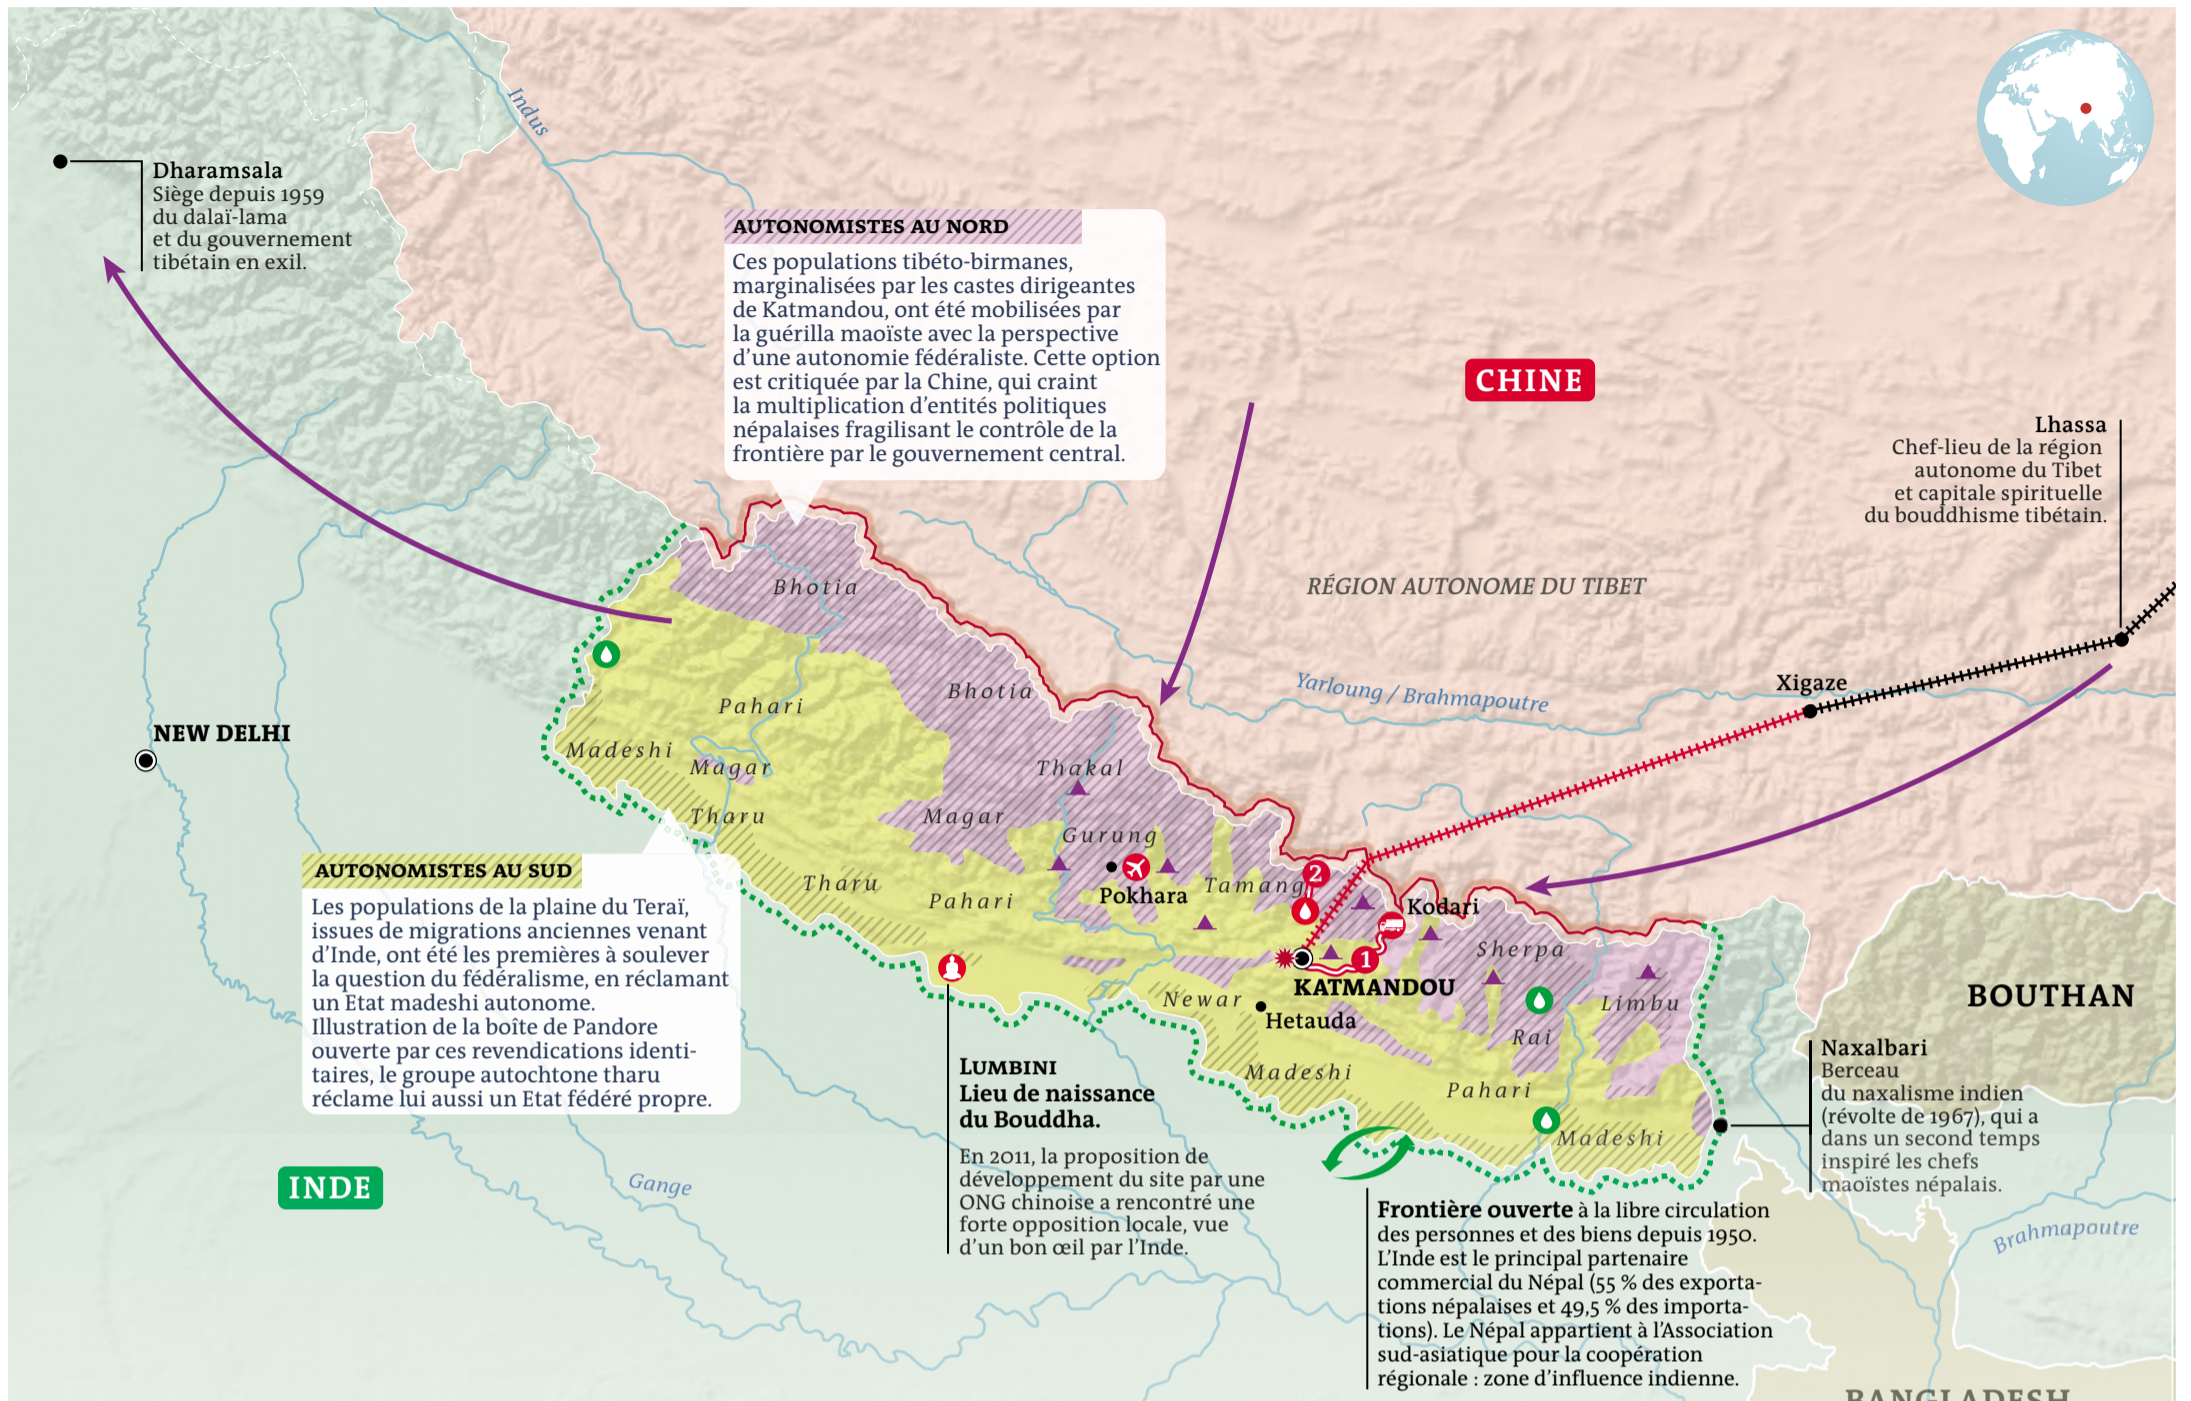 Indus
Dharamsala
Siège depuis 1959
du dalaï-lama
et du gouvernement
tibétain en exil.
AUTONOMISTES AU NORD
Ces populations tibéto-birmanes,
marginalisées par les castes dirigeantes
de Katmandou, ont été mobilisées par
la guérilla maoïste avec la perspective
d'une autonomie fédéraliste. Cette option
est critiquée par la Chine, qui craint
la multiplication d'entités politiques
népalaises fragilisant le contrôle de la
frontière par le gouvernement central.
CHINE
Lhassa
Chef-lieu de la région
autonome du Tibet
et capitale spirituelle
du bouddhisme tibétain.
RÉGION AUTONOME DU TIBET
Bhotia
Bhotia
Yarloung / Brahmapoutre
Xigaze
Pahari
NEW DELHI
Madeshi
Magar
Thakal
Tharu
Magar
Gurung
2
Tharu
Pahari
Pokhara
Tamang
Kodari
Sherpa
1
KATMANDOU
Newar
Hetauda
Limbu
Rai
BOUTHAN
Madeshi
Pahari
Madeshi
AUTONOMISTES AU SUD
Les populations de la plaine du Teraï,
issues de migrations anciennes venant
d'Inde, ont été les premières à soulever
la question du fédéralisme, en réclamant
un Etat madeshi autonome.
Illustration de la boîte de Pandore
ouverte par ces revendications identi-
taires, le groupe autochtone tharu
réclame lui aussi un Etat fédéré propre.
INDE
Gange
LUMBINI
Lieu de naissance
du Bouddha.
En 2011, la proposition de
développement du site par une
ONG chinoise a rencontré une
forte opposition locale, vue
d'un bon œil par l'Inde.
Naxalbari
Berceau
du naxalisme indien
(révolte de 1967), qui a
dans un second temps
inspiré les chefs
maoïstes népalais.
Frontière ouverte à la libre circulation
des personnes et des biens depuis 1950.
L'Inde est le principal partenaire
commercial du Népal (55 % des exporta-
tions népalaises et 49,5 % des importa-
tions). Le Népal appartient à l'Association
sud-asiatique pour la coopération
régionale : zone d'influence indienne.
Brahmapoutre
BANGLADESH